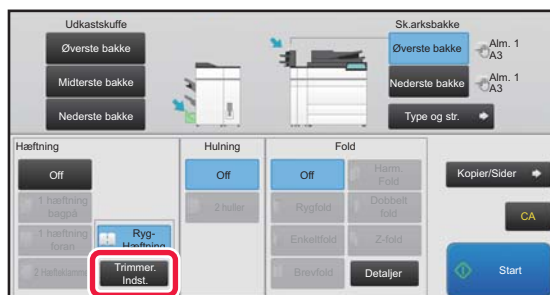 Udkastskuffe
Øverste bakke
Midterste bakke
Nederste bakke
Sk.arksbakke
Øverste bakke
Alm. 1
A3
Nederste bakke
Alm. 1
A3
Type og str.
Hæftning
Off
1 hæftning
bagpå
1 hæftning
foran
2 Hæfteklammer
Ryg-
Hæftning
Trimmer.
Indst.
Hulning
Off
2 huller
Fold
Off
Harm.
Fold
Rygfold
Dobbelt
fold
Enkeltfold
Z-fold
Brevfold
Detaljer
Kopier/Sider
CA
Start